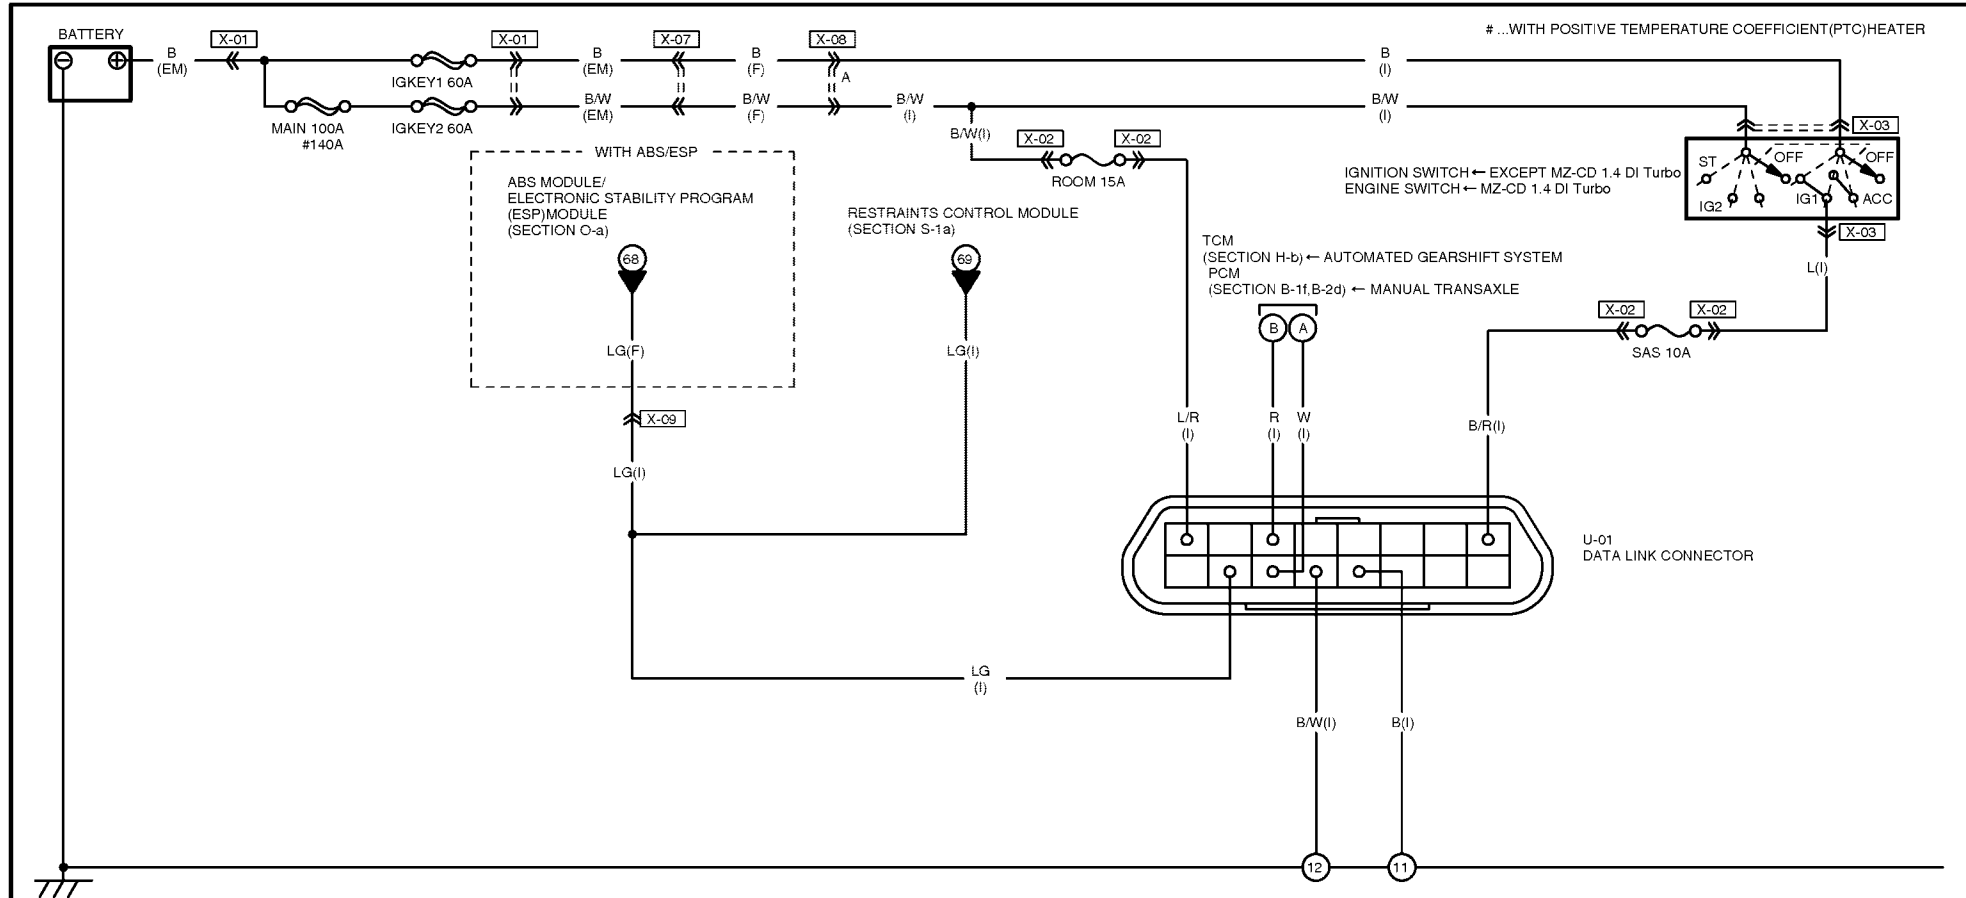 # ...WITH POSITIVE TEMPERATURE COEFFICIENT(PTC)HEATER
BATTERY
B
(EM)
X-01
IGKEY1 60A
X-01
B
(EM)
X-07
B
(F)
X-08
A
B
(I)
MAIN 100A
#140A
IGKEY2 60A
B/W
(EM)
B/W
(F)
B/W
(I)
B/W
(I)
B/W(I)
X-02
X-02
ROOM 15A
X-03
ST
OFF
OFF
IG2
IG1
ACC
IGNITION SWITCH ← EXCEPT MZ-CD 1.4 DI Turbo
ENGINE SWITCH ← MZ-CD 1.4 DI Turbo
X-03
L(I)
WITH ABS/ESP
ABS MODULE/
ELECTRONIC STABILITY PROGRAM
(ESP)MODULE
(SECTION O-a)
68
LG(F)
X-09
LG(I)
RESTRAINTS CONTROL MODULE
(SECTION S-1a)
69
LG(I)
TCM
(SECTION H-b) ← AUTOMATED GEARSHIFT SYSTEM
PCM
(SECTION B-1f,B-2d) ← MANUAL TRANSAXLE
B
A
X-02
X-02
SAS 10A
L/R
(I)
R
(I)
W
(I)
B/R(I)
U-01
DATA LINK CONNECTOR
LG
(I)
B/W(I)
B(I)
12
11